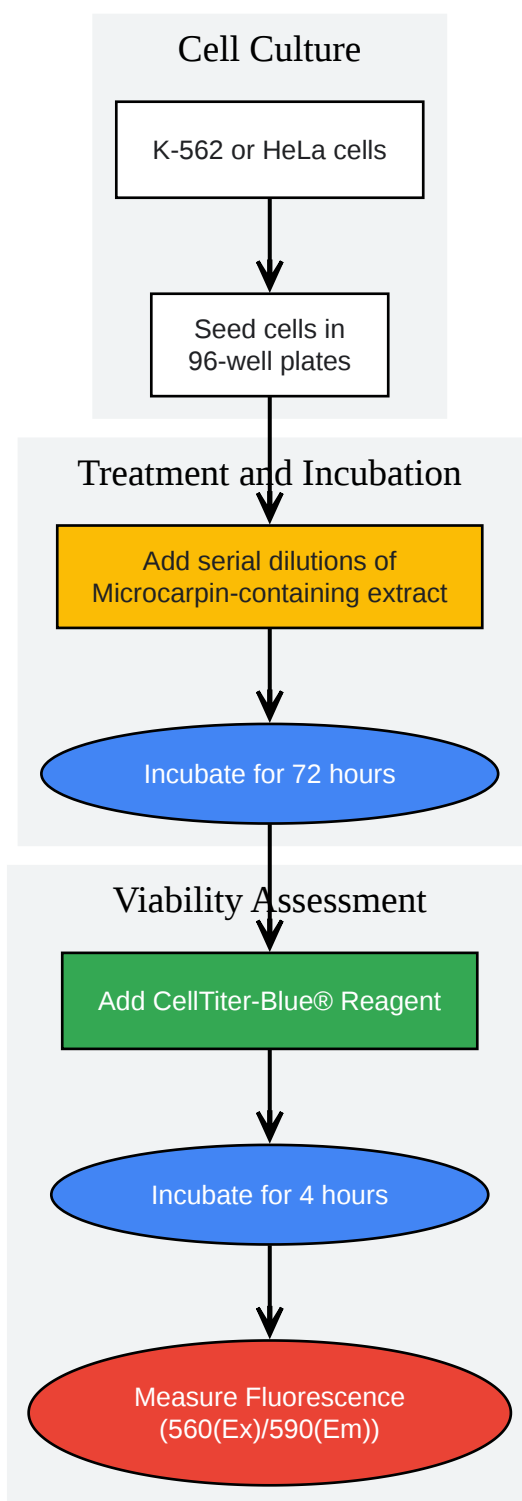 Cell Culture
K-562 or HeLa cells
Seed cells in
96-well plates
Treatment and Incubation
Add serial dilutions of
Microcarpin-containing extract
Incubate for 72 hours
Viability Assessment
Add CellTiter-Blue® Reagent
Incubate for 4 hours
Measure Fluorescence
(560(Ex)/590(Em))